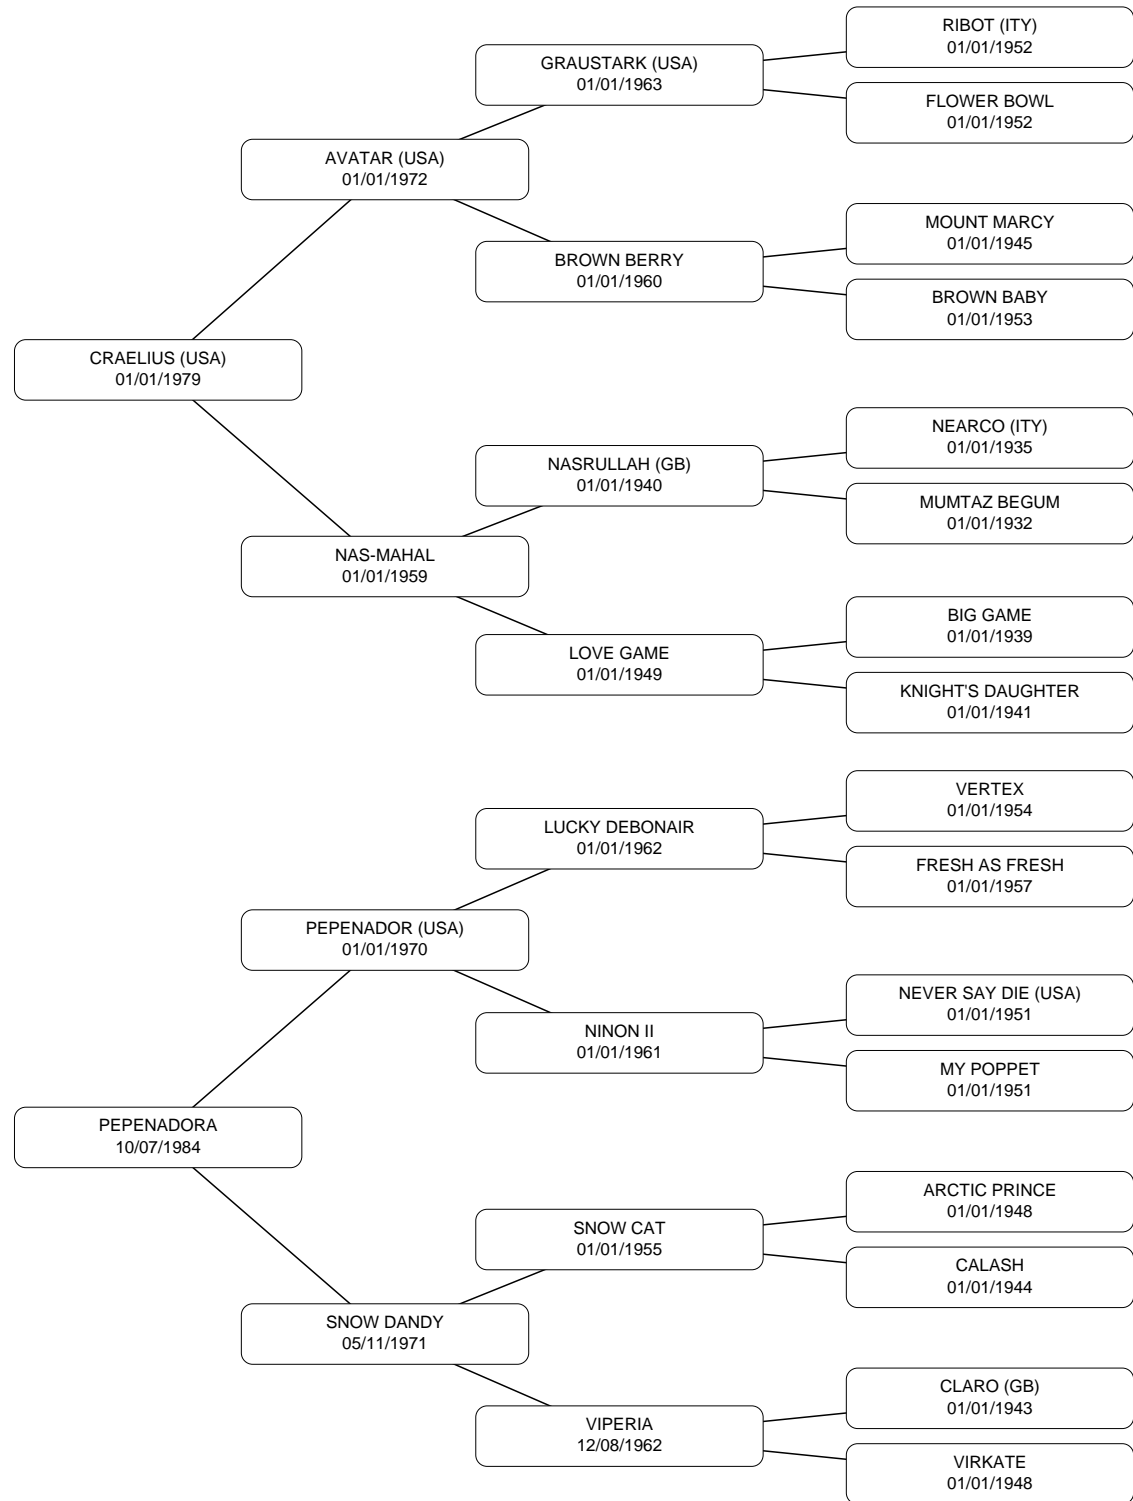 RIBOT (ITY)
01/01/1952
GRAUSTARK (USA)
01/01/1963
FLOWER BOWL
01/01/1952
AVATAR (USA)
01/01/1972
MOUNT MARCY
01/01/1945
BROWN BERRY
01/01/1960
BROWN BABY
01/01/1953
CRAELIUS (USA)
01/01/1979
NEARCO (ITY)
01/01/1935
NASRULLAH (GB)
01/01/1940
MUMTAZ BEGUM
01/01/1932
NAS-MAHAL
01/01/1959
BIG GAME
01/01/1939
LOVE GAME
01/01/1949
KNIGHT'S DAUGHTER
01/01/1941
VERTEX
01/01/1954
LUCKY DEBONAIR
01/01/1962
FRESH AS FRESH
01/01/1957
PEPENADOR (USA)
01/01/1970
NEVER SAY DIE (USA)
01/01/1951
NINON II
01/01/1961
MY POPPET
01/01/1951
PEPENADORA
10/07/1984
ARCTIC PRINCE
01/01/1948
SNOW CAT
01/01/1955
CALASH
01/01/1944
SNOW DANDY
05/11/1971
CLARO (GB)
01/01/1943
VIPERIA
12/08/1962
VIRKATE
01/01/1948